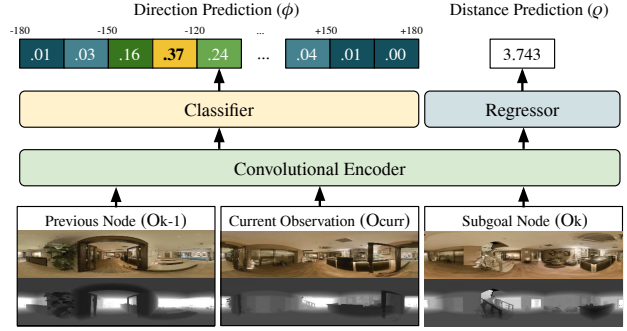 Direction Prediction (ϕ) Distance Prediction (ϱ)
-180 -150 -120 ... +150 +180
.01 .03 .16 .37 .24 ... .04 .01 .00 3.743
Classifier Regressor
Convolutional Encoder
Previous Node (Ok-1) Current Observation (Ocurr) Subgoal Node (Ok)